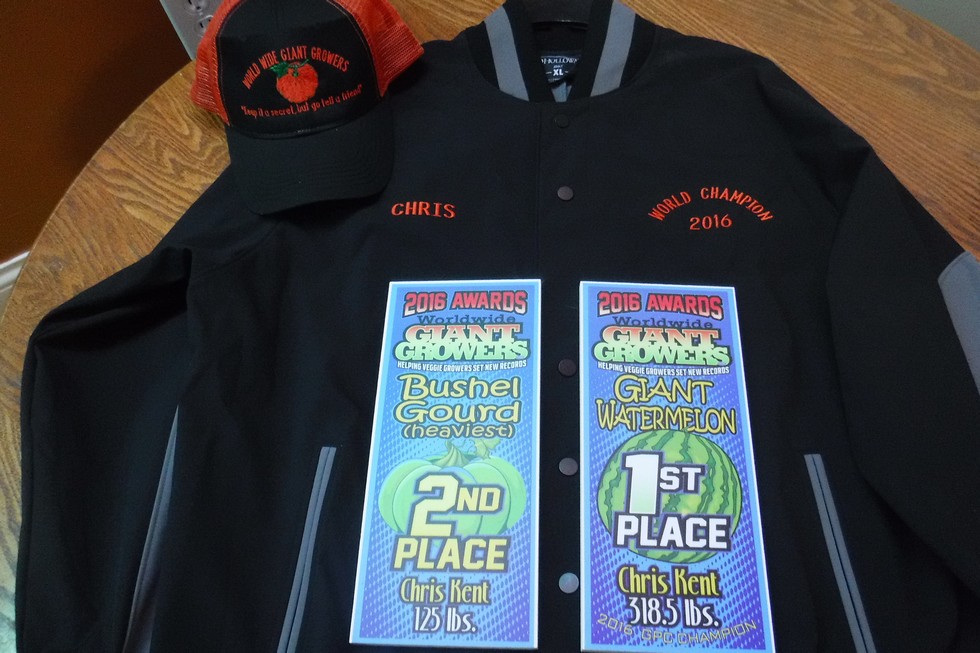 WORLD WIDE GIANT GROWERS
"Keep it a secret, but go tell a friend"
HOLLOWAY
XL
CHRIS
WORLD CHAMPION
2016
2016 AWARDS
Worldwide
GIANT
GROWERS
HELPING VEGGIE GROWERS SET NEW RECORDS
Bushel
Gourd
(heaviest)
2ND
PLACE
Chris Kent
125 lbs.
2016 AWARDS
Worldwide
GIANT
GROWERS
HELPING VEGGIE GROWERS SET NEW RECORDS
GIANT
WATERMELON
1ST
PLACE
Chris Kent
318.5 lbs.
2016 GPC CHAMPION